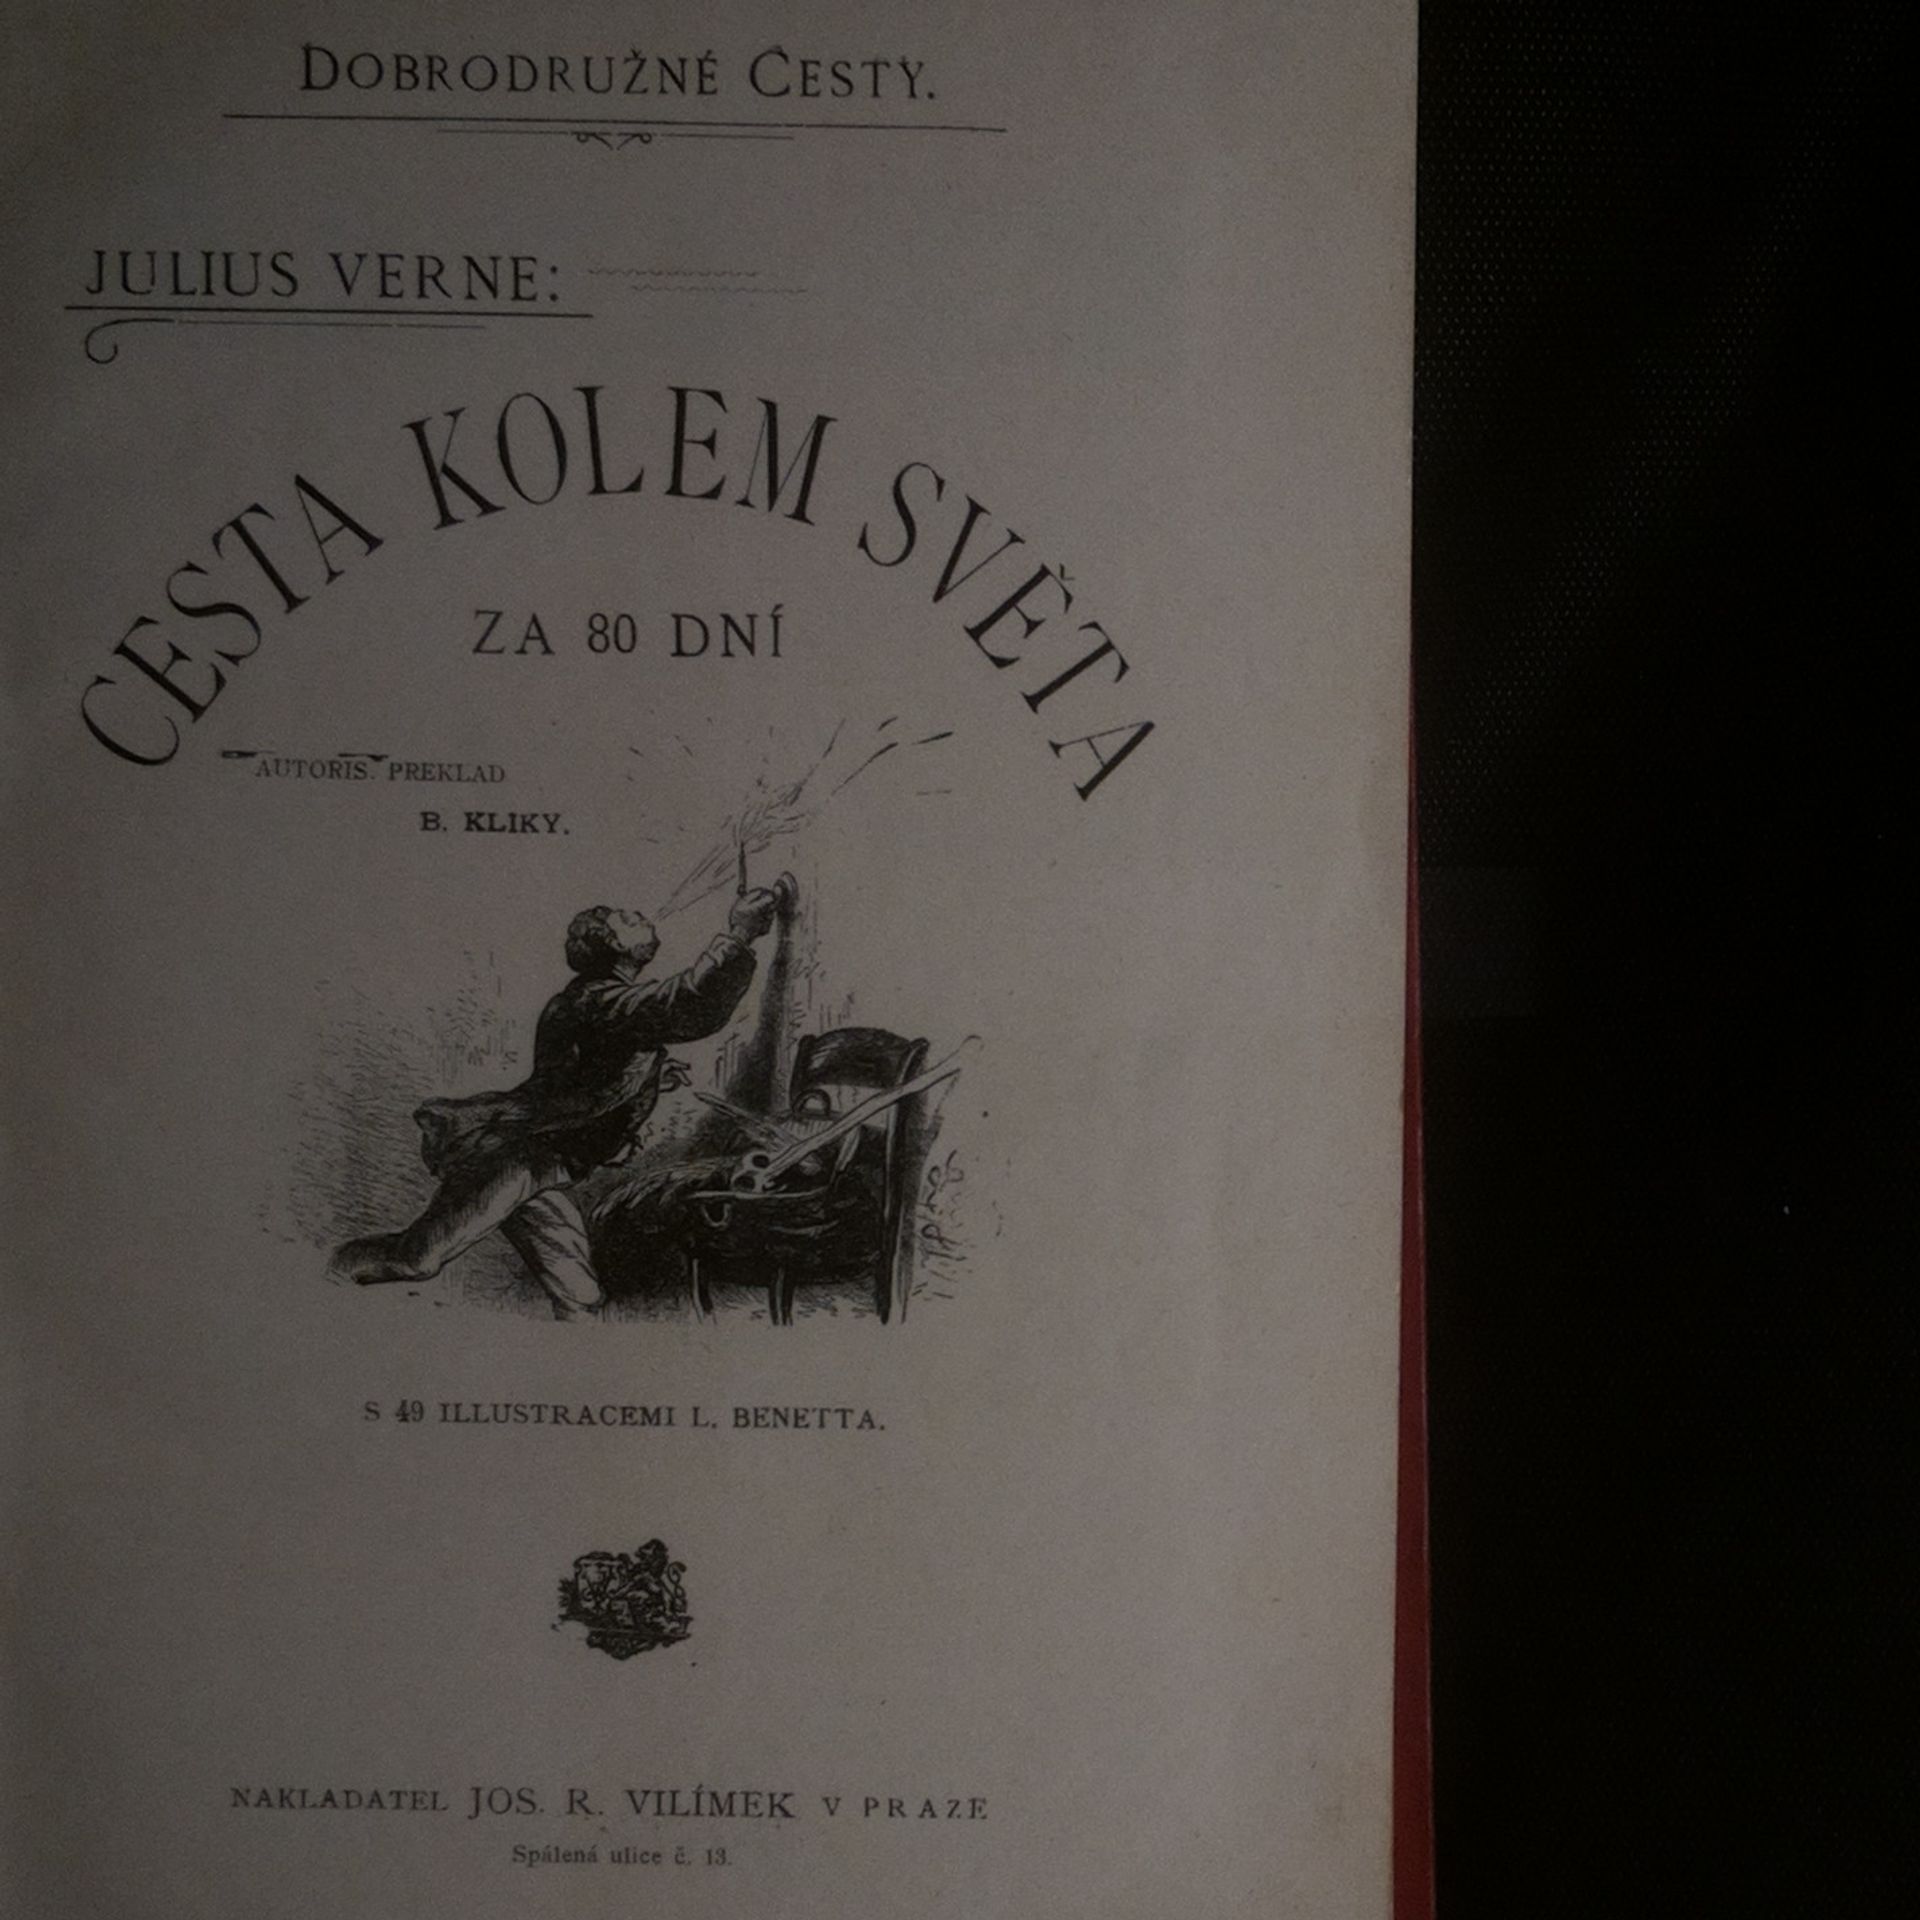 DOBRODRUŽNÉ CESTY.
JULIUS VERNE:
CESTA KOLEM SVĚTA
ZA 80 DNÍ
AUTORIS. PREKLAD
B. KLIKY.
S 49 ILLUSTRACEMI L. BENETTA.
NAKLADATEL JOS. R. VILÍMEK V PRAZE
Spálená ulice č. 13.